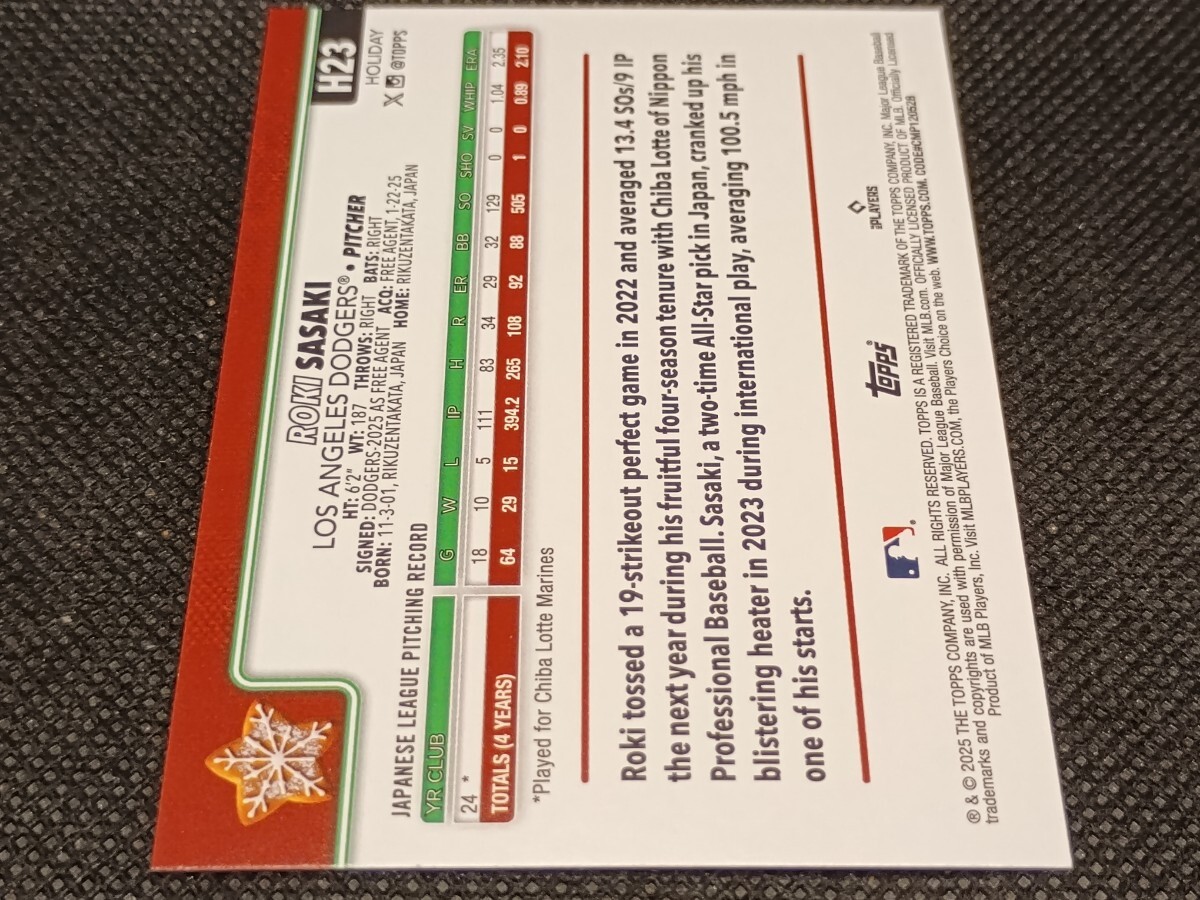 H23
HOLIDAY
X @TOPPS
ROKI SASAKI
LOS ANGELES DODGERS® • PITCHER
HT: 6'2" WT: 187 THROWS: RIGHT BATS: RIGHT
SIGNED: DODGERS-2025 AS FREE AGENT ACQ: FREE AGENT, 1-22-25
BORN: 11-3-01, RIKUZENTAKATA, JAPAN HOME: RIKUZENTAKATA, JAPAN
JAPANESE LEAGUE PITCHING RECORD
YR CLUB G W L IP H R ER BB SO SHO SV WHIP ERA
24 * 18 10 5 111 83 34 29 32 129 0 0 1.04 2.35
TOTALS (4 YEARS) 64 29 15 394.2 265 108 92 88 505 1 0 0.89 2.10
*Played for Chiba Lotte Marines
Roki tossed a 19-strikeout perfect game in 2022 and averaged 13.4 SOs/9 IP
the next year during his fruitful four-season tenure with Chiba Lotte of Nippon
Professional Baseball. Sasaki, a two-time All-Star pick in Japan, cranked up his
blistering heater in 2023 during international play, averaging 100.5 mph in
one of his starts.
topps®
PLAYERS
® & © 2025 THE TOPPS COMPANY, INC. ALL RIGHTS RESERVED. TOPPS IS A REGISTERED TRADEMARK OF THE TOPPS COMPANY, INC. Major League Baseball
trademarks and copyrights are used with permission of Major League Baseball. Visit MLB.com. OFFICIALLY LICENSED PRODUCT OF MLB. Officially Licensed
Product of MLB Players, Inc. Visit MLBPLAYERS.COM, the Players Choice on the web. WWW.TOPPS.COM. CODE#CMP120528